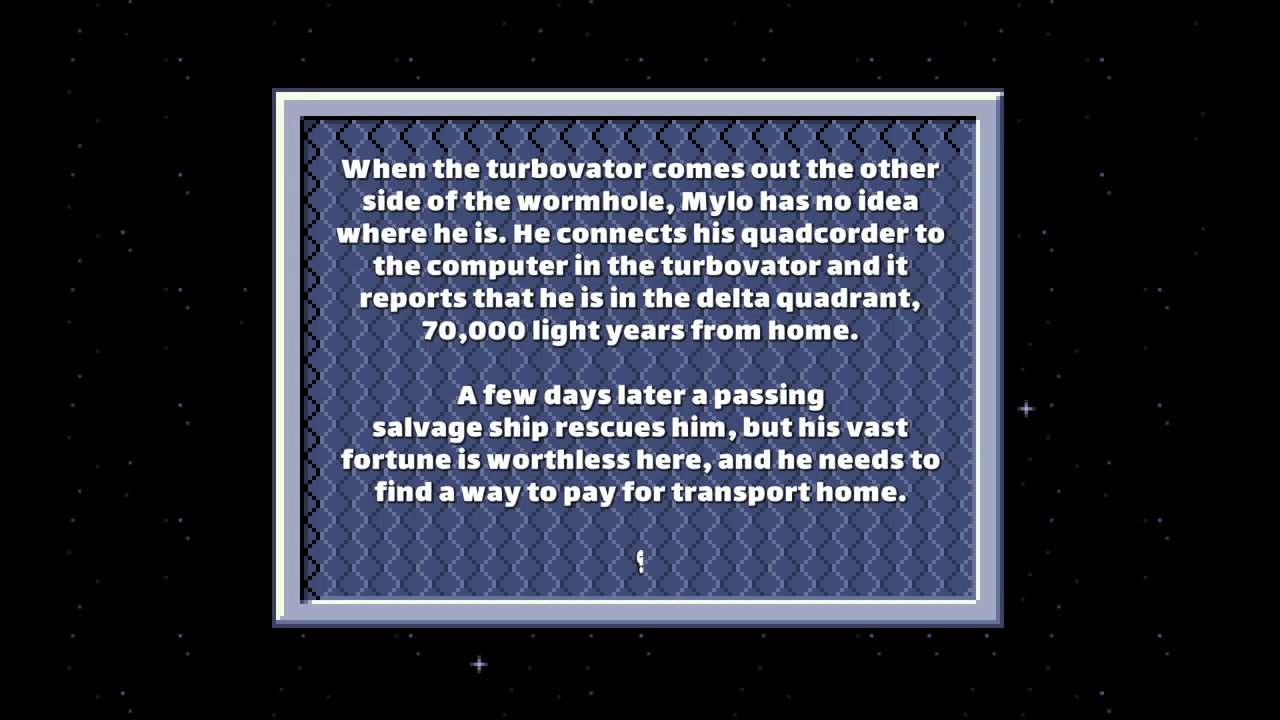 When the turbovator comes out the other
side of the wormhole, Mylo has no idea
where he is. He connects his quadcorder to
the computer in the turbovator and it
reports that he is in the delta quadrant,
70,000 light years from home.
A few days later a passing
salvage ship rescues him, but his vast
fortune is worthless here, and he needs to
find a way to pay for transport home.